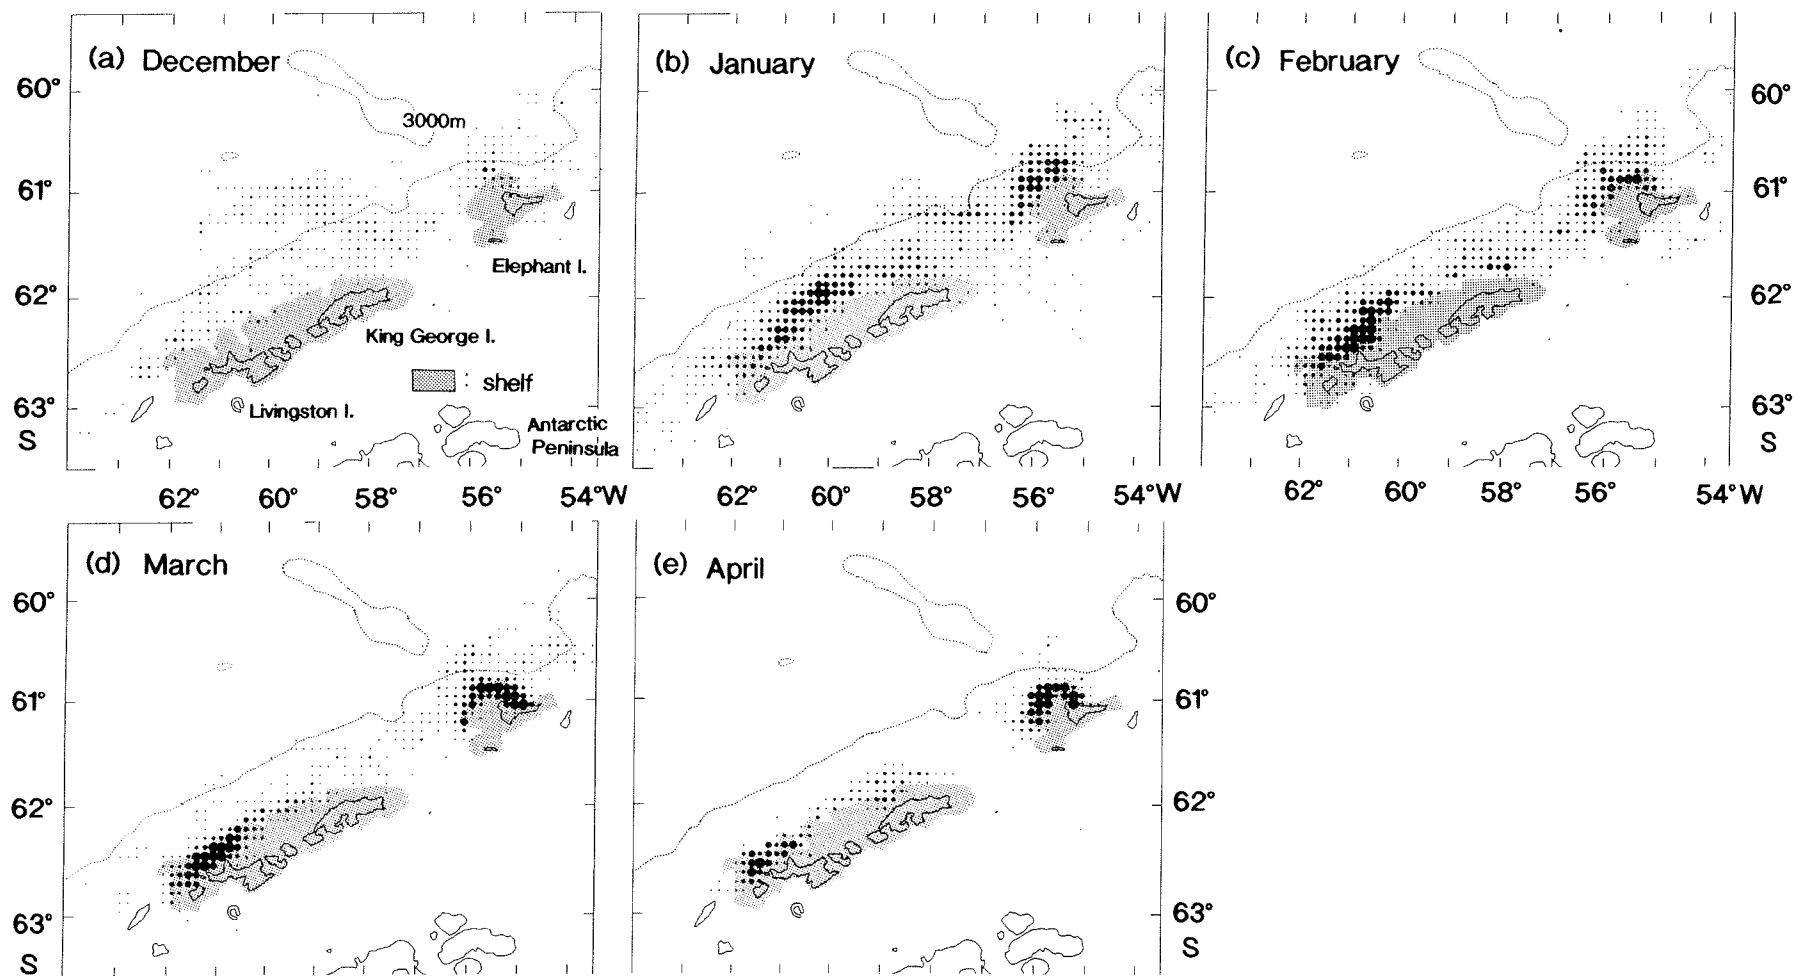 (a) December
(b) January
(c) February
60°
3000m
60°
61°
61°
Elephant I.
62°
62°
King George I.
shelf
Livingston I.
63°
63°
S
Antarctic
Peninsula
S
62° 60° 58° 56° 54°W
62° 60° 58° 56° 54°W
62° 60° 58° 56° 54°W
(d) March
(e) April
60°
60°
61°
61°
62°
62°
63°
63°
S
S